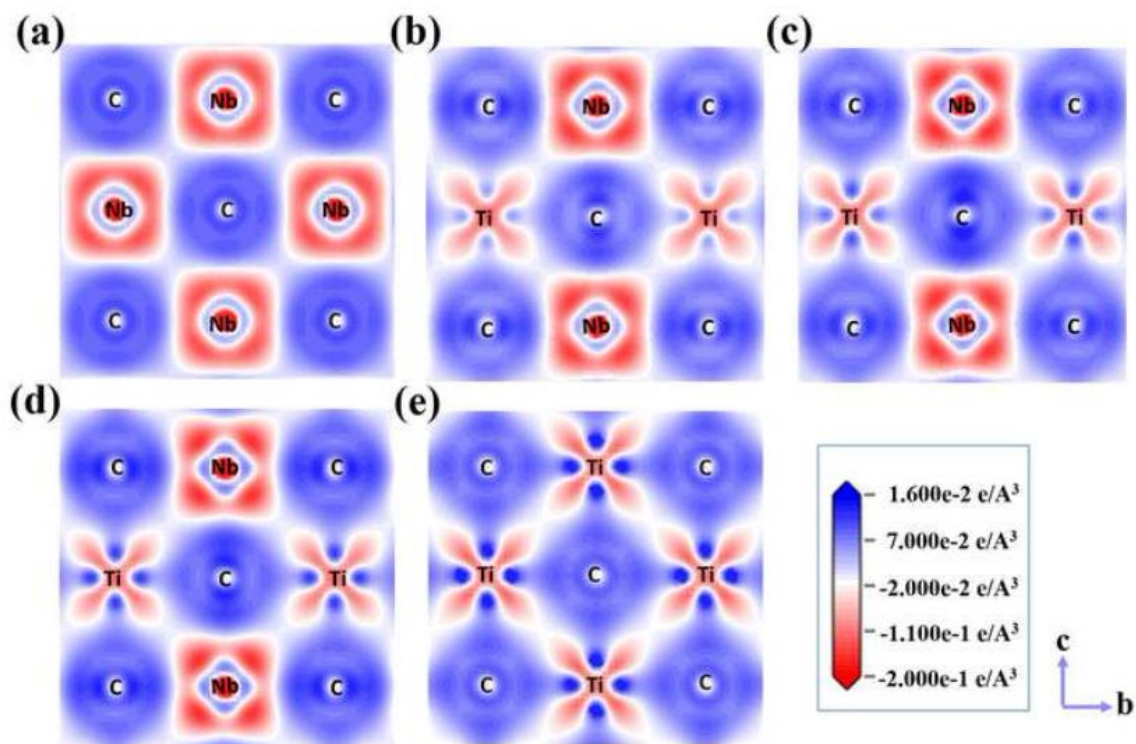 (a) (b) (c)
C Nb C
Nb C Nb
C Nb C
C Nb C
Ti C Ti
C Nb C
C Nb C
Ti C Ti
C Nb C
(d) (e)
C Nb C
Ti C Ti
C Nb C
C Ti C
Ti C Ti
C Ti C
1.600e-2 e/A³
7.000e-2 e/A³
-2.000e-2 e/A³
-1.100e-1 e/A³
-2.000e-1 e/A³
c
b